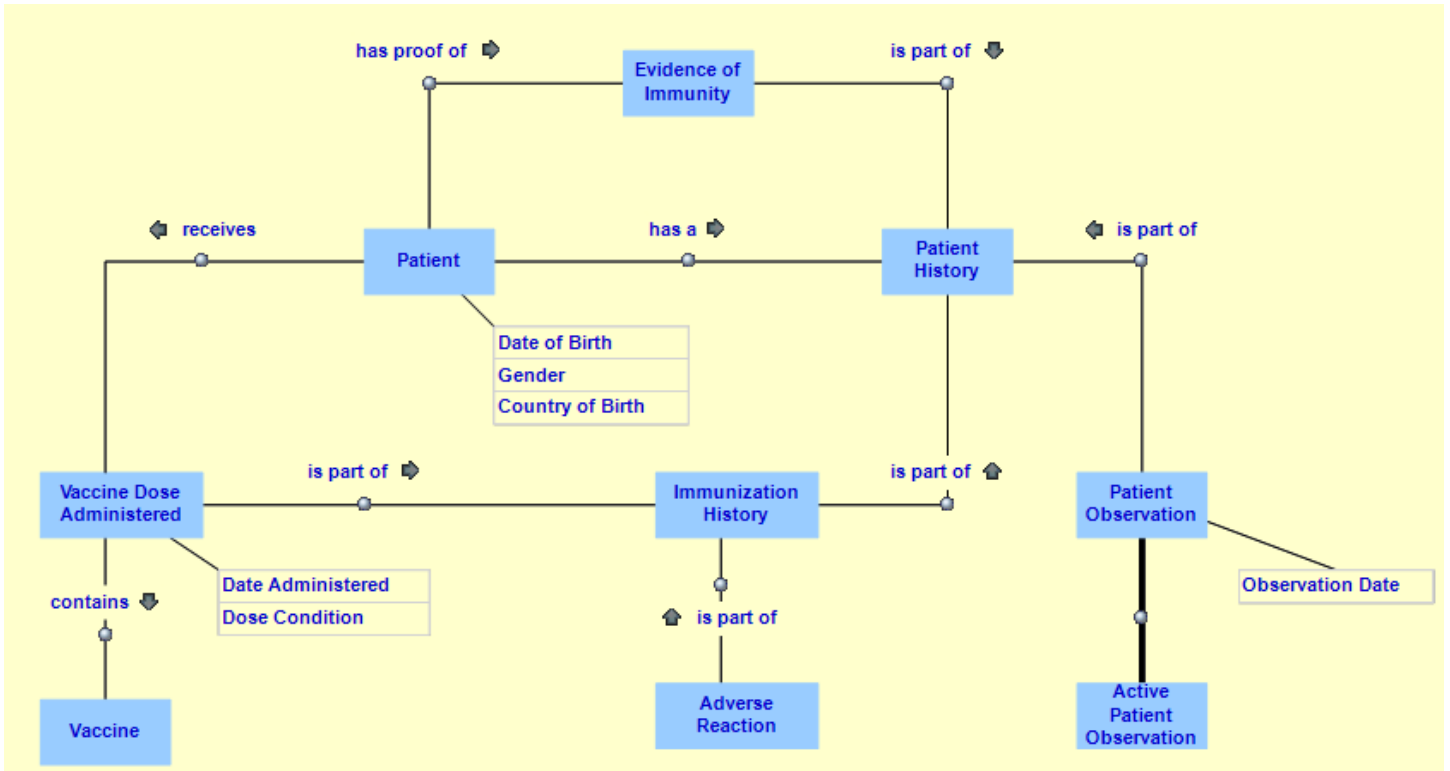 has proof of
is part of
Evidence of
Immunity
receives
has a
is part of
Patient
Patient
History
Date of Birth
Gender
Country of Birth
is part of
is part of
Vaccine Dose
Administered
Immunization
History
Patient
Observation
Date Administered
Observation Date
contains
Dose Condition
is part of
Vaccine
Adverse
Reaction
Active
Patient
Observation